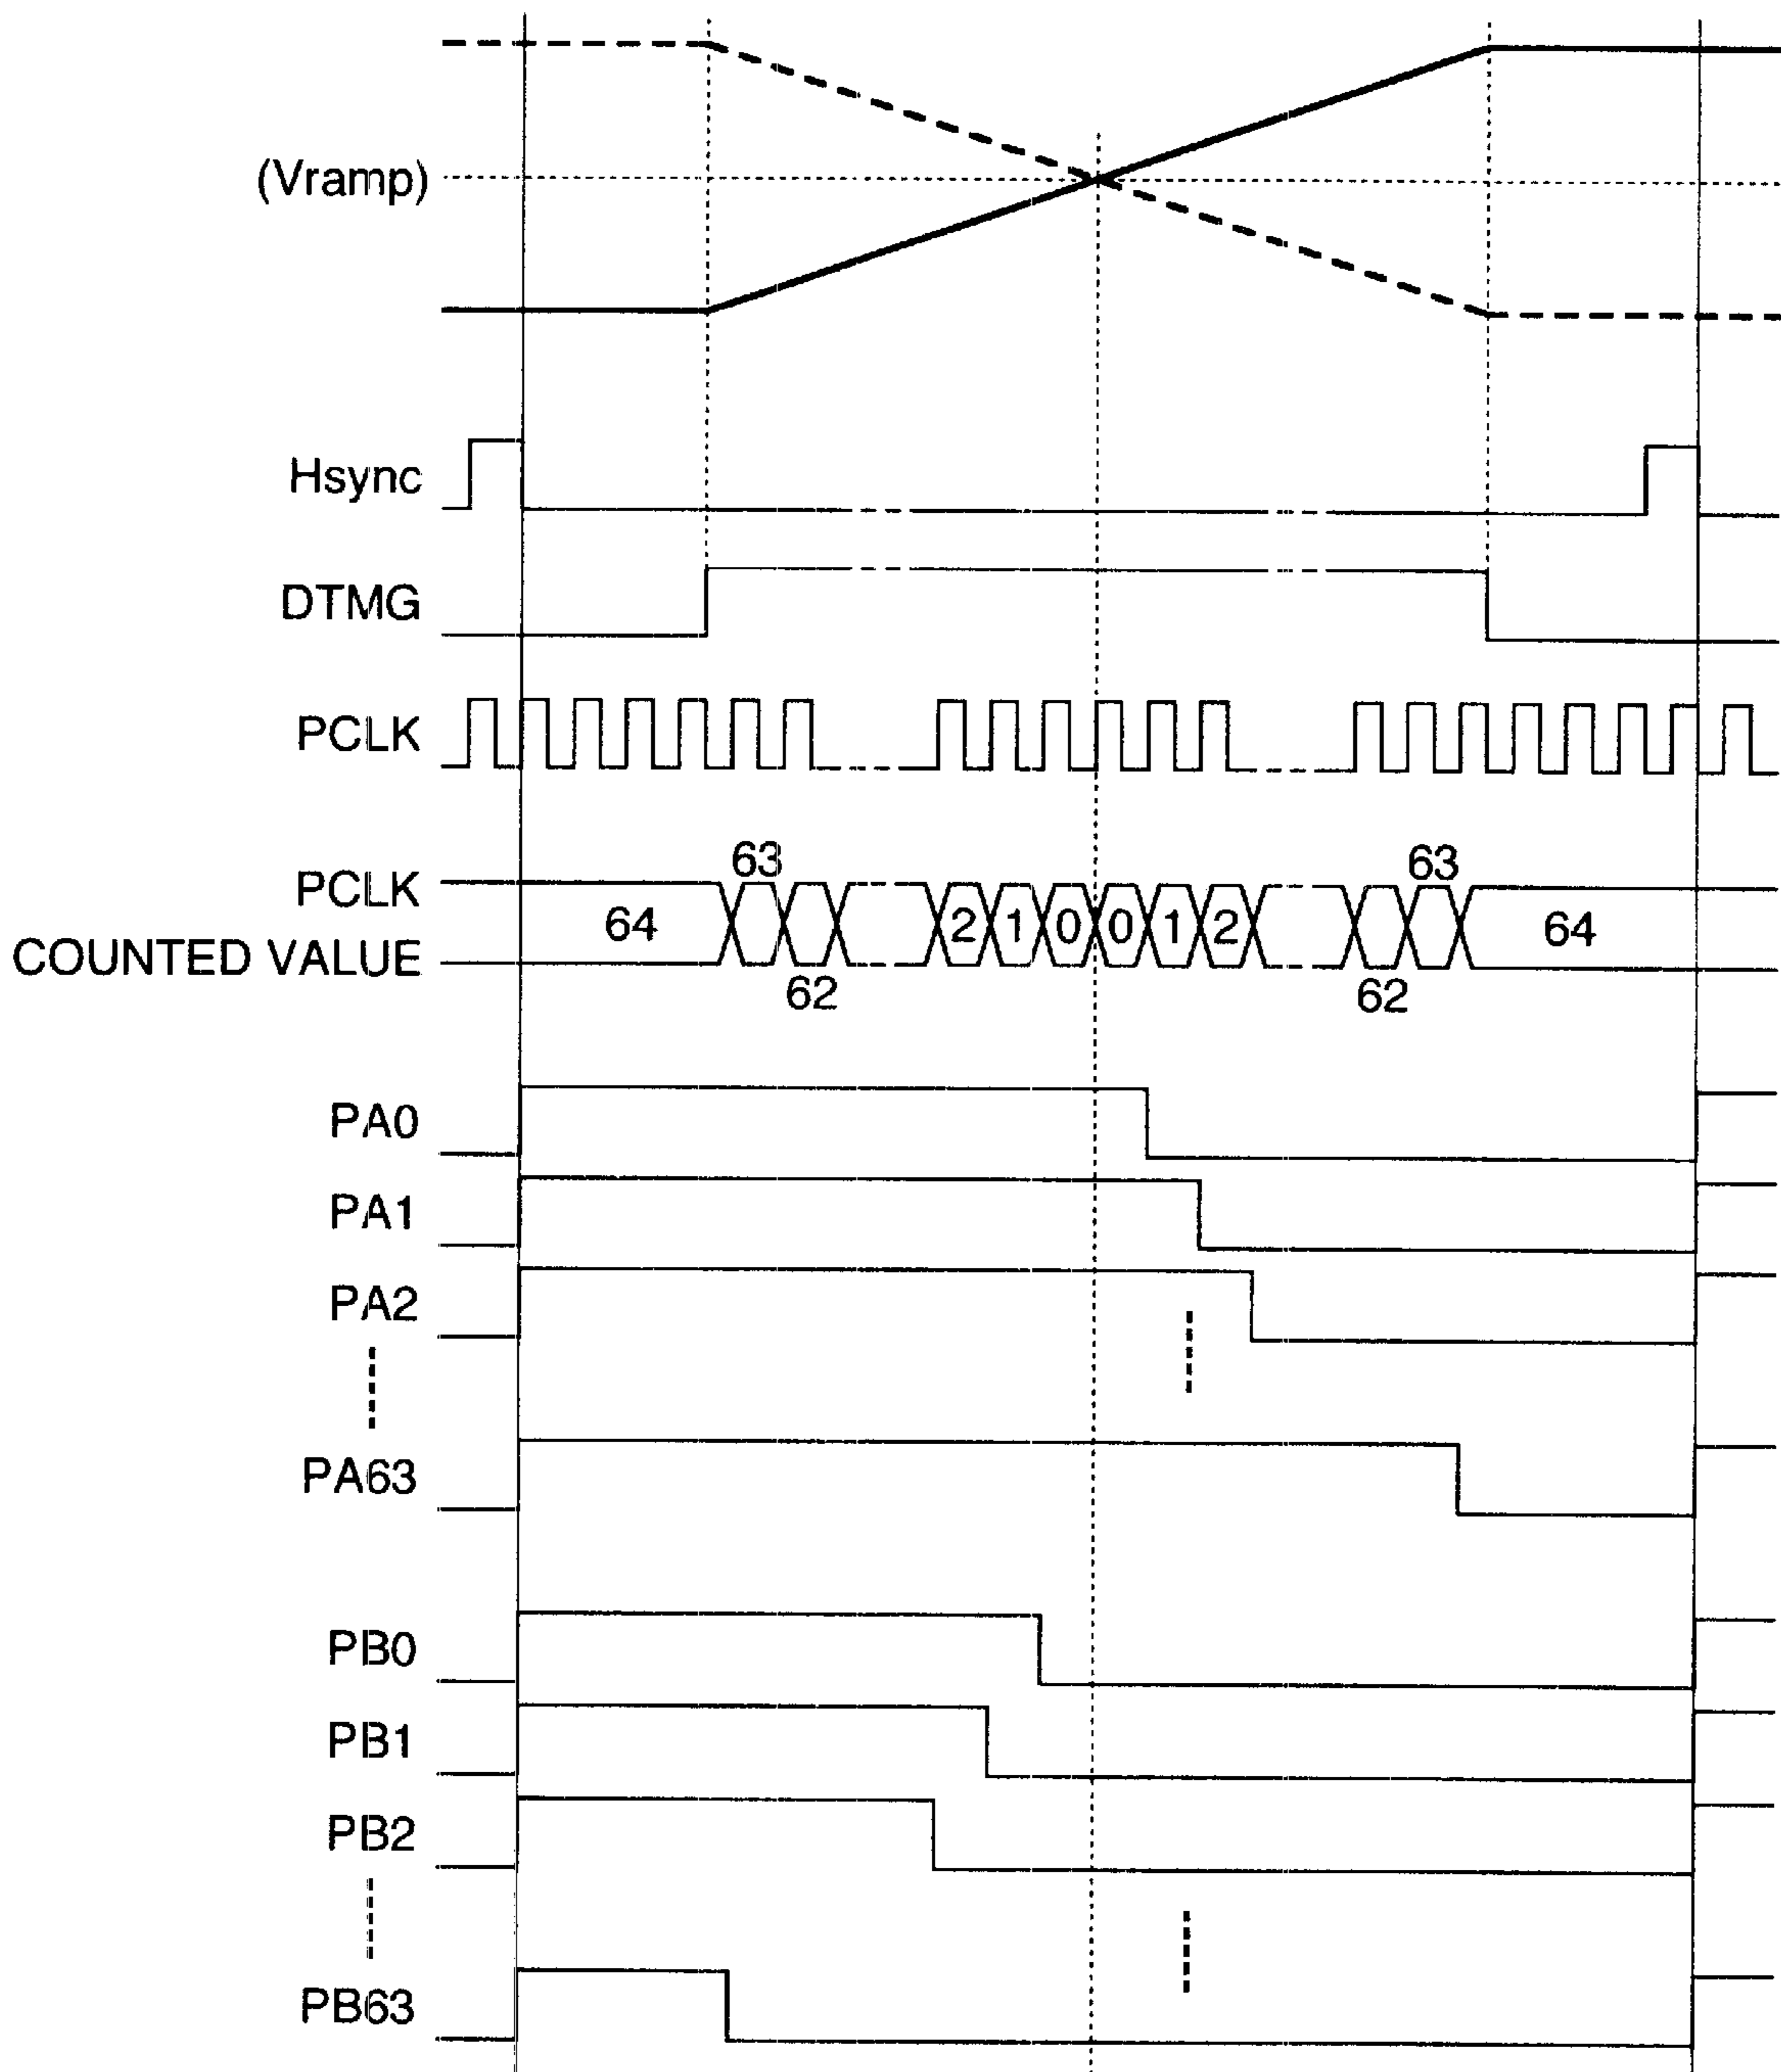 (Vramp)
Hsync
DTMG
PCLK
63 63
PCLK
64 2 1 0 0 1 2 64
COUNTED VALUE
62 62
PA0
PA1
PA2
PA63
PB0
PB1
PB2
PB63